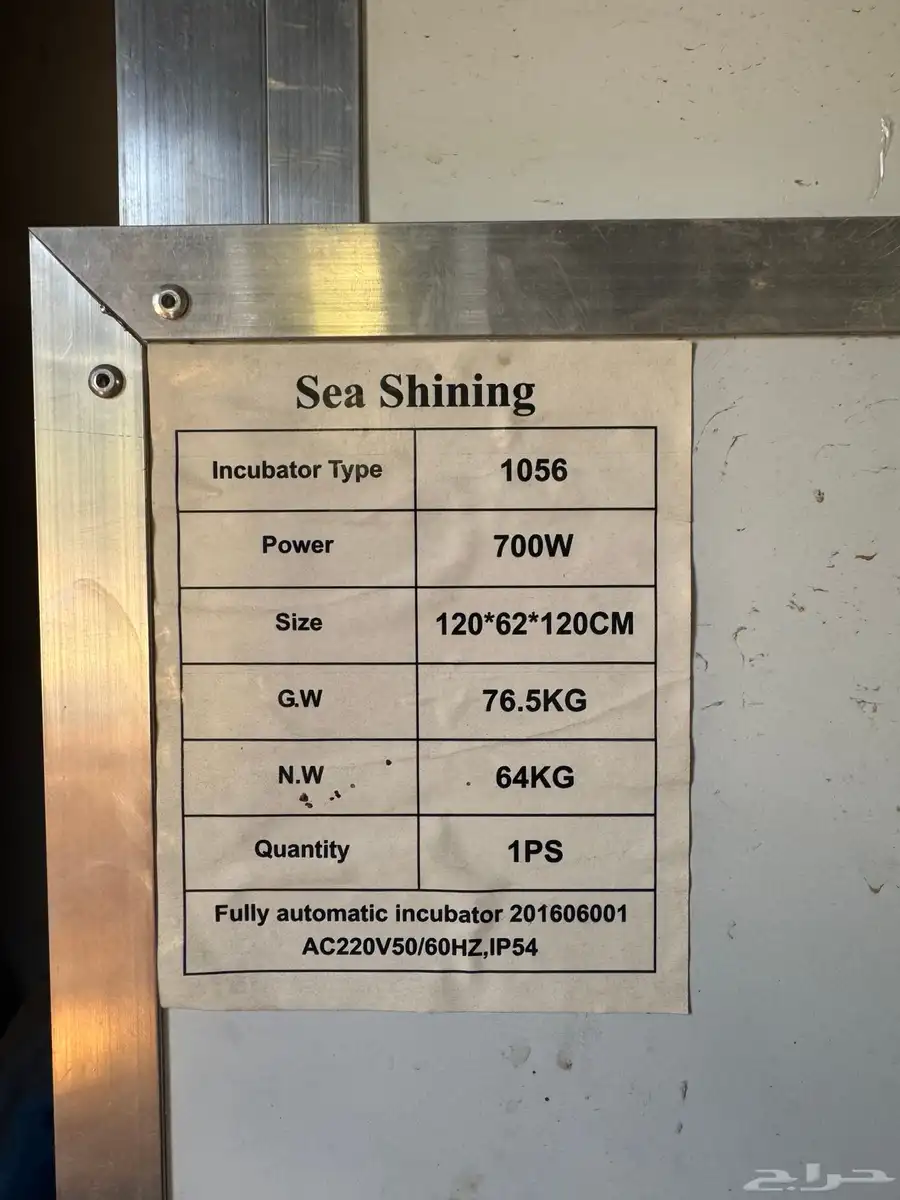 Sea Shining
Incubator Type 1056
Power 700W
Size 120*62*120CM
G.W 76.5KG
N.W 64KG
Quantity 1PS
Fully automatic incubator 201606001
AC220V50/60HZ,IP54
حراج